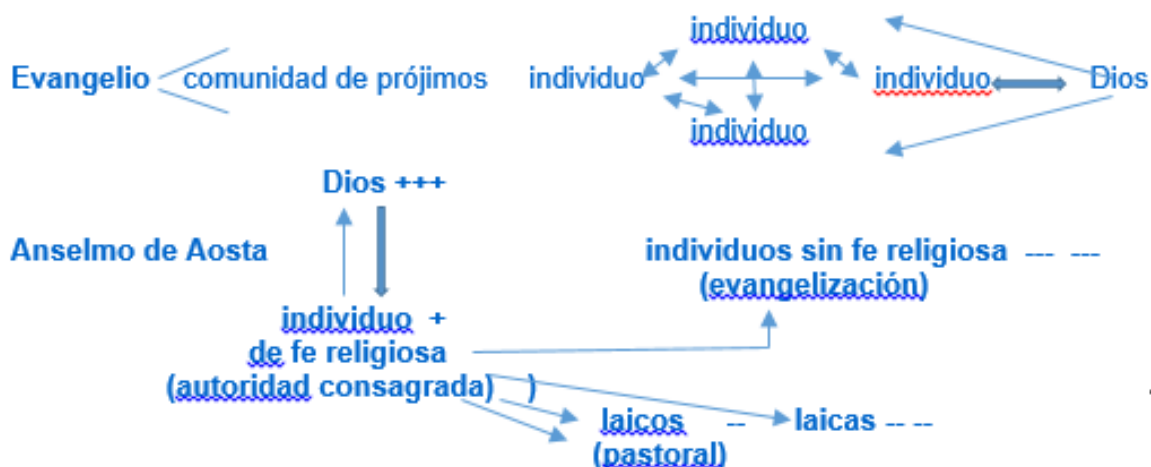 individuo
Evangelio comunidad de prójimos individuo individuo Dios
individuo
Dios +++
Anselmo de Aosta individuos sin fe religiosa --- ---
(evangelización)
individuo +
de fe religiosa
(autoridad consagrada) )
laicos -- laicas -- --
(pastoral)